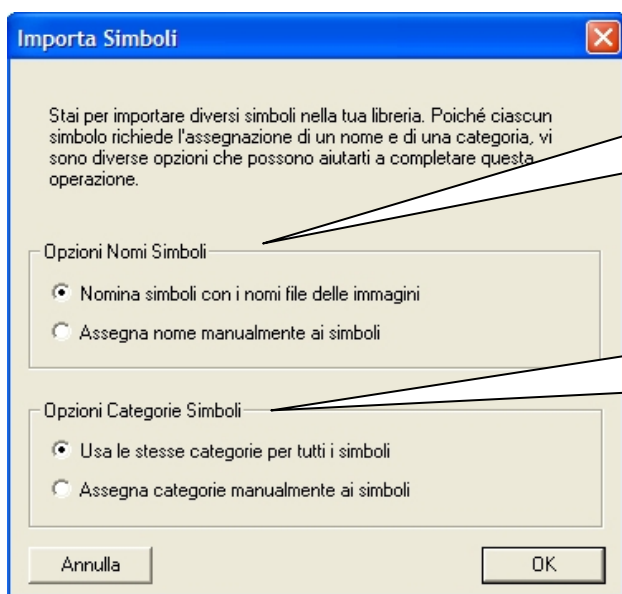 Importa Simboli
Stai per importare diversi simboli nella tua libreria. Poiché ciascun
simbolo richiede l'assegnazione di un nome e di una categoria, vi
sono diverse opzioni che possono aiutarti a completare questa
operazione.
Opzioni Nomi Simboli
Nomina simboli con i nomi file delle immagini
Assegna nome manualmente ai simboli
Opzioni Categorie Simboli
Usa le stesse categorie per tutti i simboli
Assegna categorie manualmente ai simboli
Annulla
OK